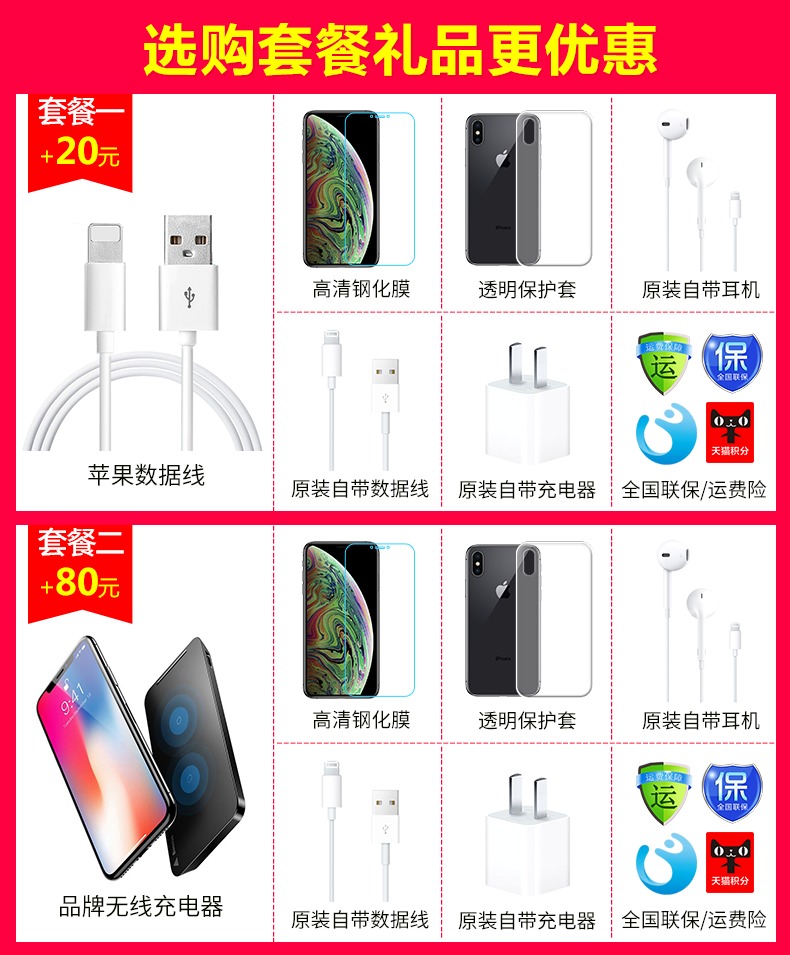 选购套餐礼品更优惠
套餐一
+20元
苹果数据线
高清钢化膜
透明保护套
iPhone
原装自带耳机
原装自带数据线
原装自带充电器
运费保障
运
保
全国联保
天猫积分
全国联保/运费险
套餐二
+80元
9:41
品牌无线充电器
高清钢化膜
透明保护套
iPhone
原装自带耳机
原装自带数据线
原装自带充电器
运费保障
运
保
全国联保
天猫积分
全国联保/运费险